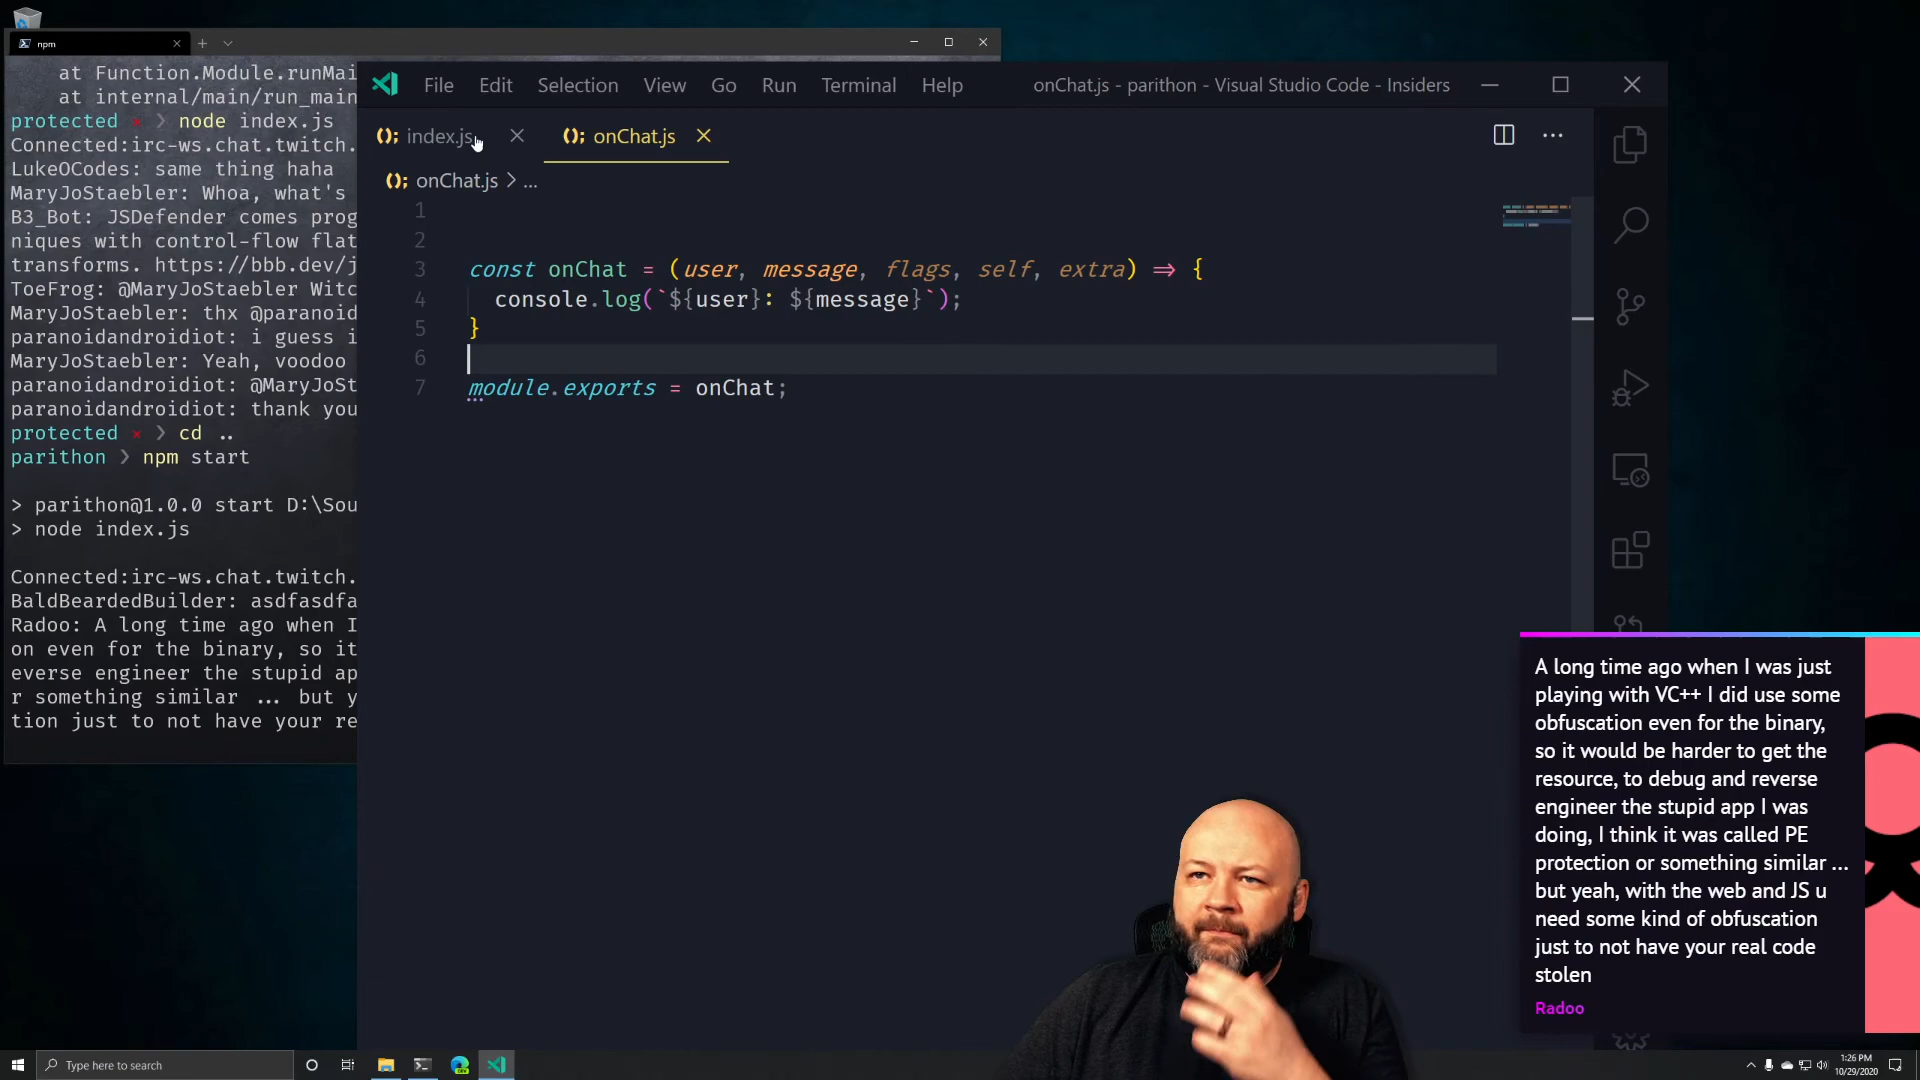 npm
at Function.Module.runMai
at internal/main/run_main
protected × ❯ node index.js
Connected:irc-ws.chat.twitch.
LukeOCodes: same thing haha
MaryJoStaebler: Whoa, what's
B3_Bot: JSDefender comes prog
niques with control-flow flat
transforms. https://bbb.dev/j
ToeFrog: @MaryJoStaebler Witc
MaryJoStaebler: thx @paranoid
paranoidandroidiot: i guess i
MaryJoStaebler: Yeah, voodoo
paranoidandroidiot: @MaryJoSt
paranoidandroidiot: thank you
protected × ❯ cd ..
parithon ❯ npm start
> parithon@1.0.0 start D:\Sou
> node index.js
Connected:irc-ws.chat.twitch.
BaldBeardedBuilder: asdfasdfa
Radoo: A long time ago when I
on even for the binary, so it
everse engineer the stupid ap
r something similar ... but y
tion just to not have your re
File Edit Selection View Go Run Terminal Help onChat.js - parithon - Visual Studio Code - Insiders
index.js onChat.js
onChat.js > ...
1
2
3 const onChat = (user, message, flags, self, extra) => {
4 console.log(`${user}: ${message}`);
5 }
6
7 module.exports = onChat;
A long time ago when I was just
playing with VC++ I did use some
obfuscation even for the binary,
so it would be harder to get the
resource, to debug and reverse
engineer the stupid app I was
doing, I think it was called PE
protection or something similar ...
but yeah, with the web and JS u
need some kind of obfuscation
just to not have your real code
stolen
Radoo
Type here to search
1:26 PM
10/29/2020